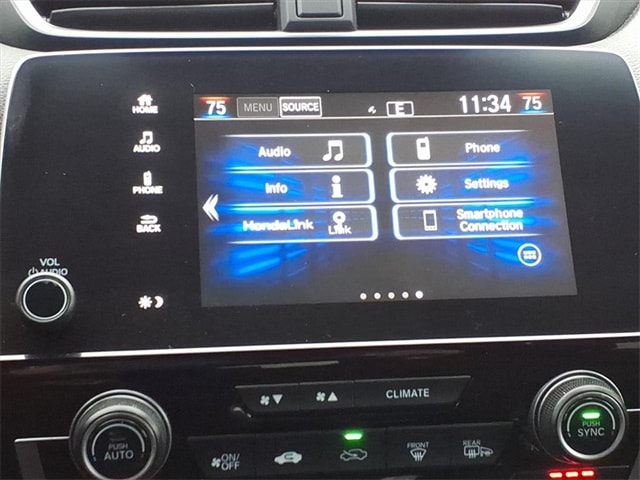 75 MENU SOURCE E 11:34 75
HOME
AUDIO
PHONE
BACK
Audio
Phone
Info
Settings
HondaLink Link
Smartphone
Connection
VOL
AUDIO
CLIMATE
PUSH
AUTO
ON/
OFF
FRONT
REAR
PUSH
SYNC